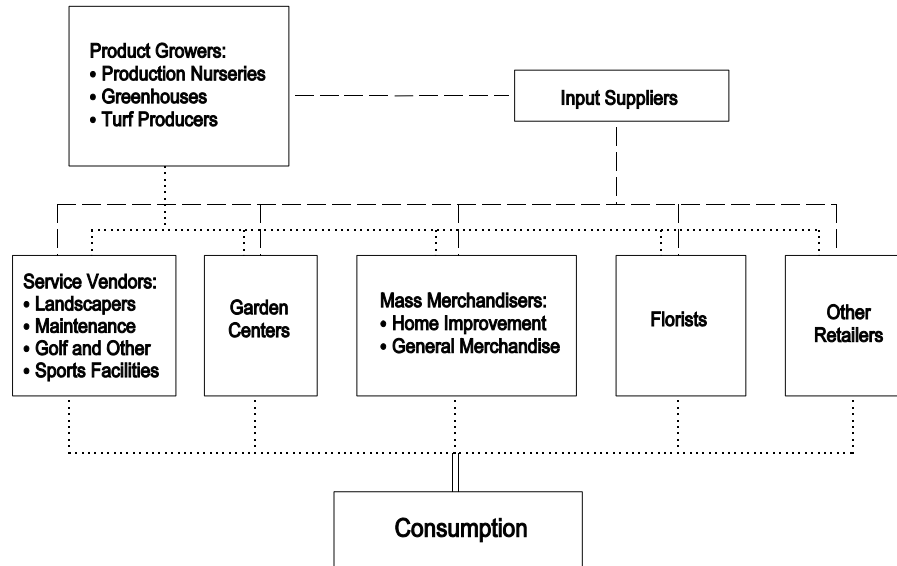 Product Growers:
• Production Nurseries
• Greenhouses
• Turf Producers
Input Suppliers
Service Vendors:
• Landscapers
• Maintenance
• Golf and Other
• Sports Facilities
Garden
Centers
Mass Merchandisers:
• Home Improvement
• General Merchandise
Florists
Other
Retailers
Consumption